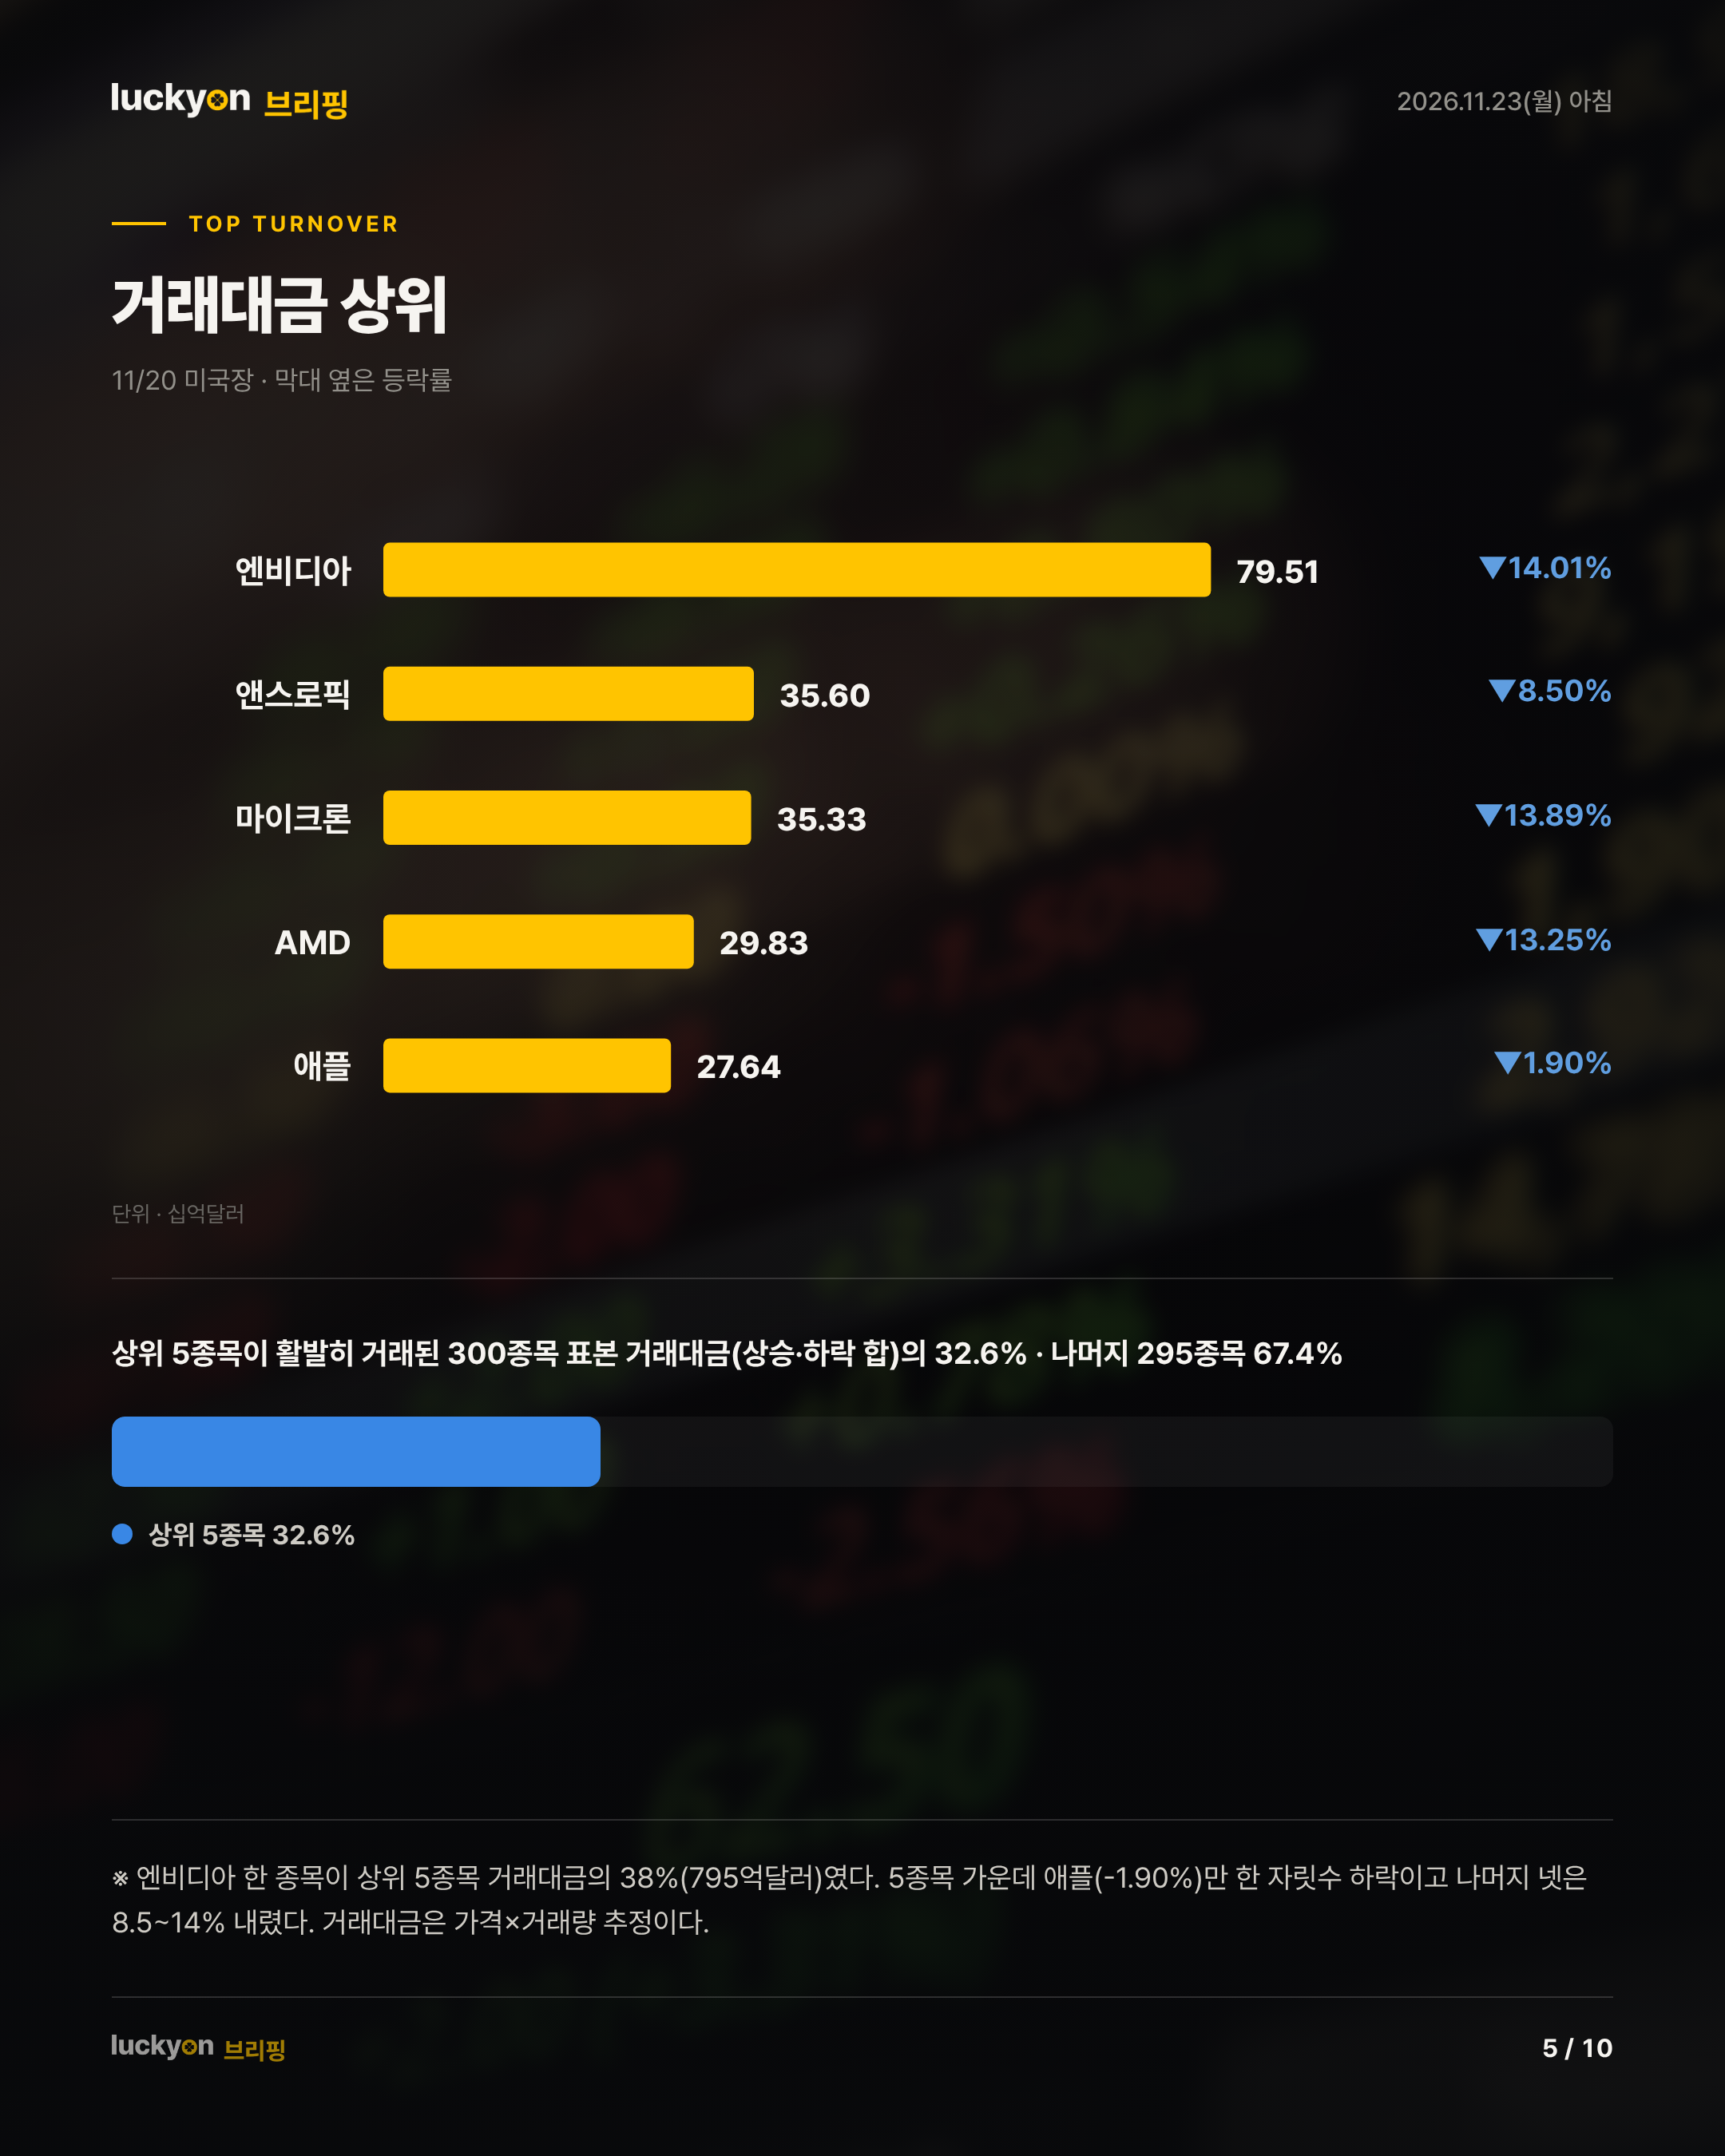 luckyon 브리핑
2026.11.23(월) 아침
TOP TURNOVER
거래대금 상위
11/20 미국장 · 막대 옆은 등락률
엔비디아 79.51 ▼14.01%
앤스로픽 35.60 ▼8.50%
마이크론 35.33 ▼13.89%
AMD 29.83 ▼13.25%
애플 27.64 ▼1.90%
단위 · 십억달러
상위 5종목이 활발히 거래된 300종목 표본 거래대금(상승·하락 합)의 32.6% · 나머지 295종목 67.4%
상위 5종목 32.6%
※ 엔비디아 한 종목이 상위 5종목 거래대금의 38%(795억달러)였다. 5종목 가운데 애플(-1.90%)만 한 자릿수 하락이고 나머지 넷은
8.5~14% 내렸다. 거래대금은 가격×거래량 추정이다.
luckyon 브리핑
5 / 10